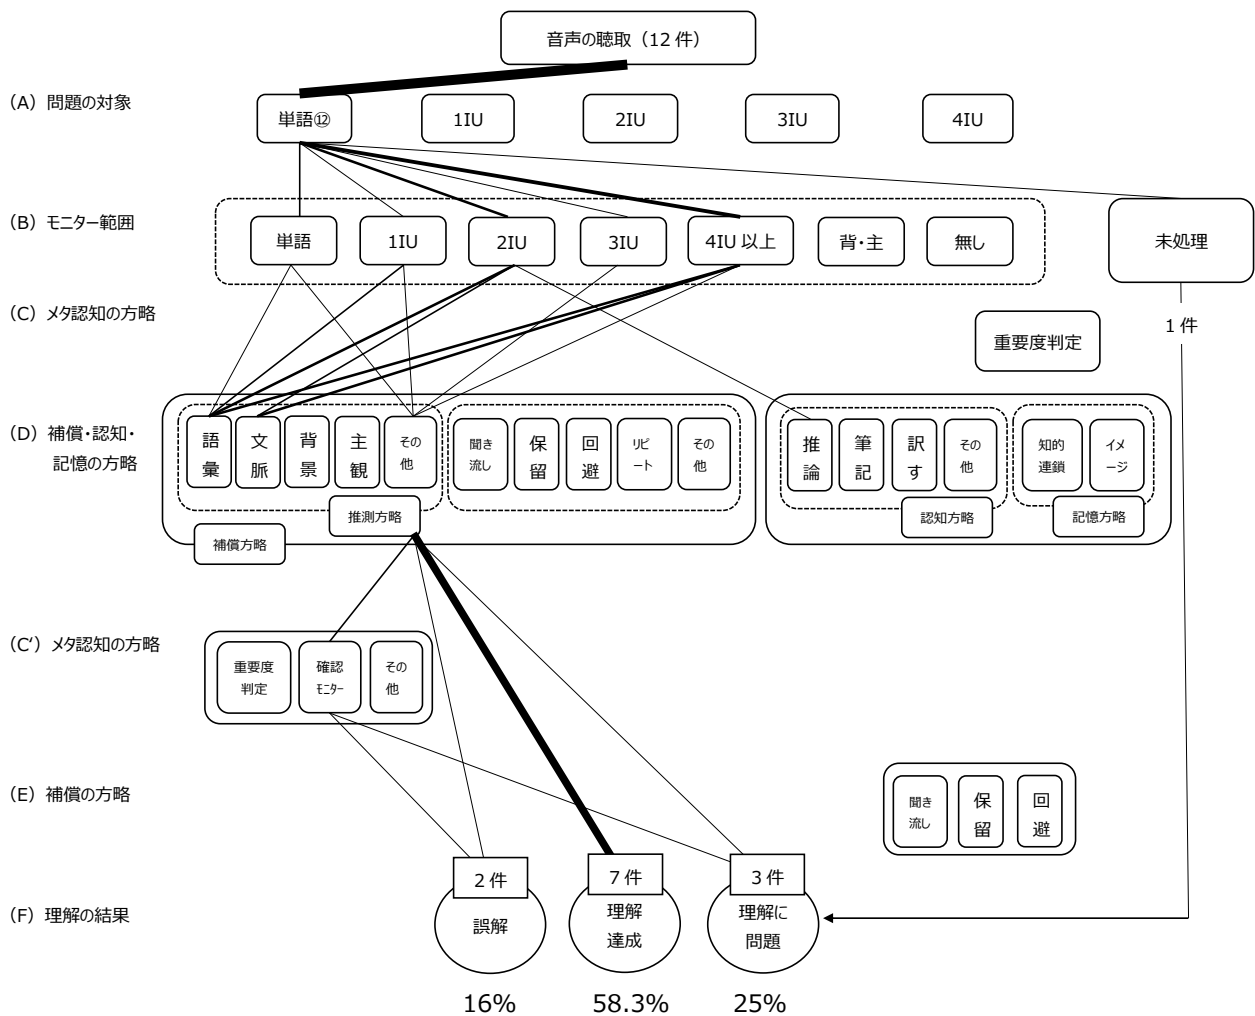 音声の聴取（12 件）
（A）問題の対象
単語⑫
1IU
2IU
3IU
4IU
（B）モニター範囲
単語
1IU
2IU
3IU
4IU 以上
背・主
無し
未処理
（C）メタ認知の方略
重要度判定
1 件
（D）補償・認知・
記憶の方略
語
彙
文
脈
背
景
主
観
その
他
聞き
流し
保
留
回
避
リピ
ート
その
他
推
論
筆
記
訳
す
その
他
知的
連鎖
イメ
ージ
推測方略
認知方略
記憶方略
補償方略
（C‘）メタ認知の方略
重要度
判定
確認
モニター
その
他
（E）補償の方略
聞き
流し
保
留
回
避
2 件
7 件
3 件
（F）理解の結果
誤解
理解
達成
理解に
問題
16%
58.3%
25%